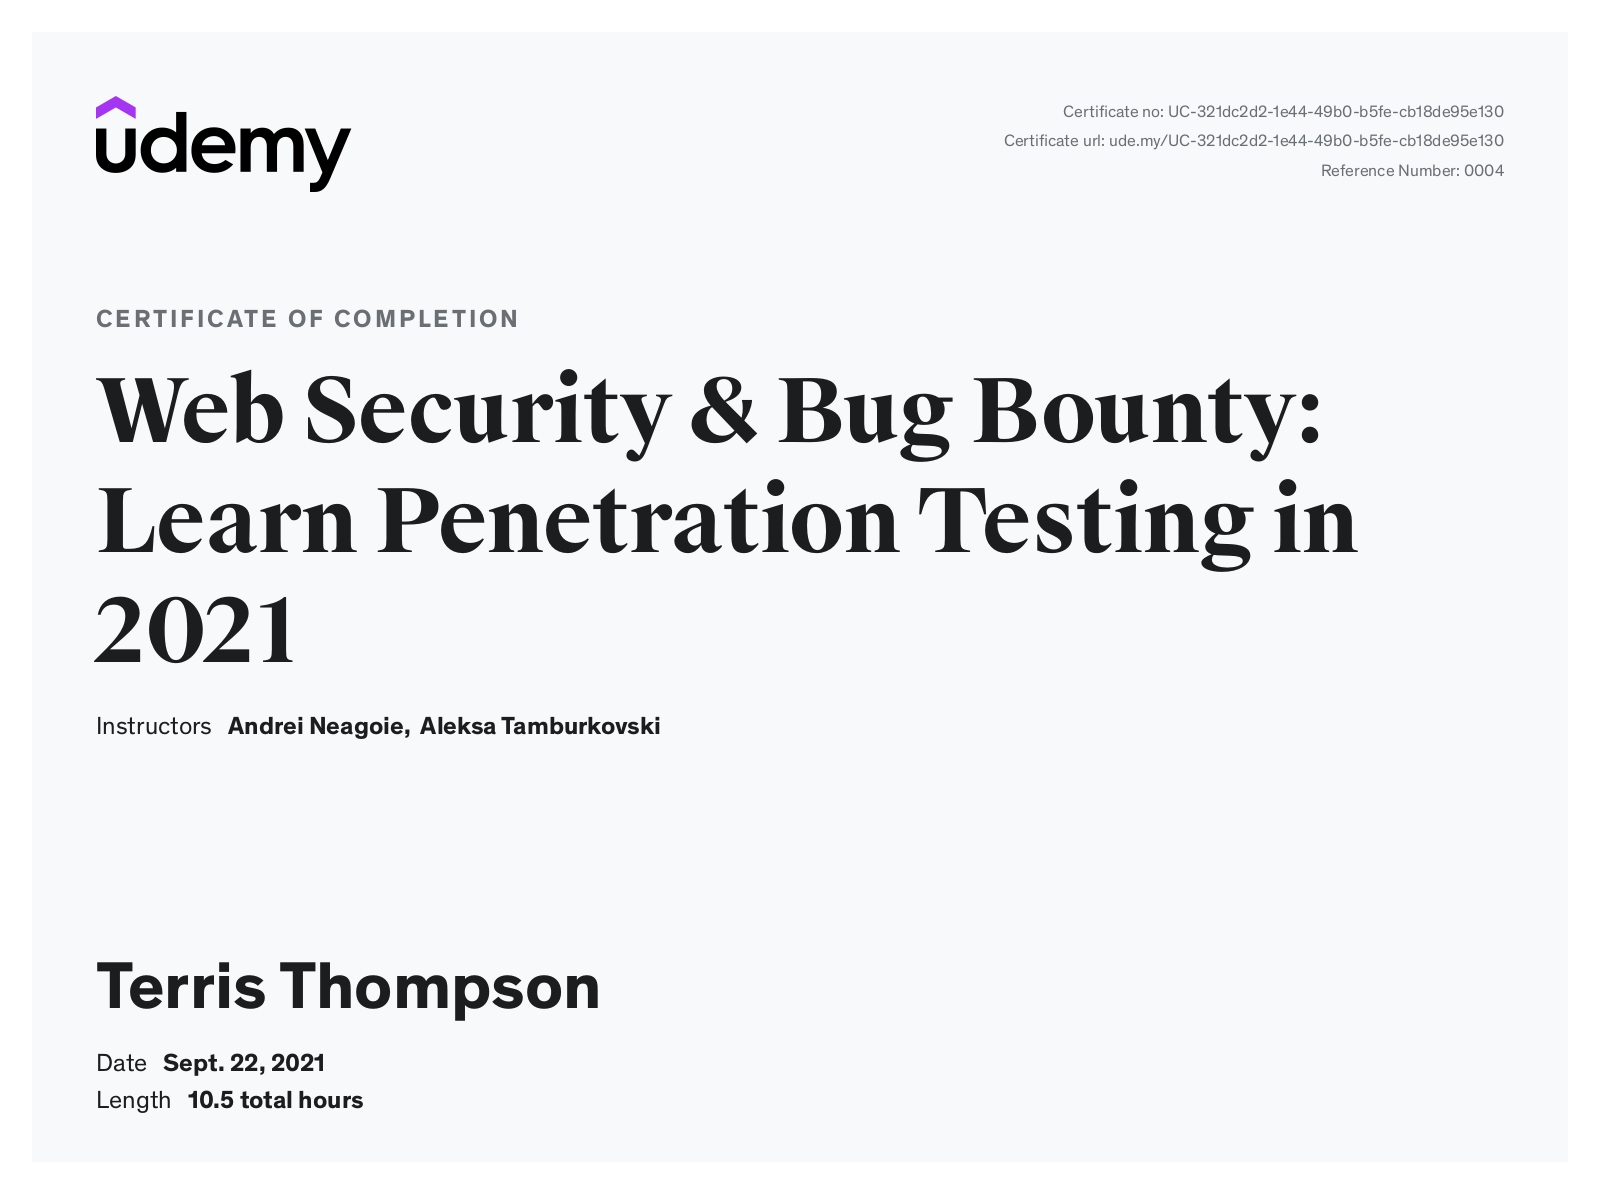 udemy
Certificate no: UC-321dc2d2-1e44-49b0-b5fe-cb18de95e130
Certificate url: ude.my/UC-321dc2d2-1e44-49b0-b5fe-cb18de95e130
Reference Number: 0004
CERTIFICATE OF COMPLETION
Web Security & Bug Bounty:
Learn Penetration Testing in
2021
Instructors Andrei Neagoie, Aleksa Tamburkovski
Terris Thompson
Date Sept. 22, 2021
Length 10.5 total hours